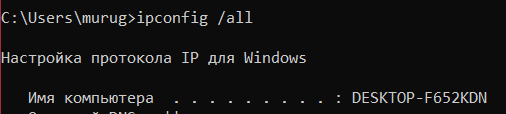 C:\Users\murug>ipconfig /all
Настройка протокола IP для Windows
Имя компьютера . . . . . . . . . : DESKTOP-F652KDN